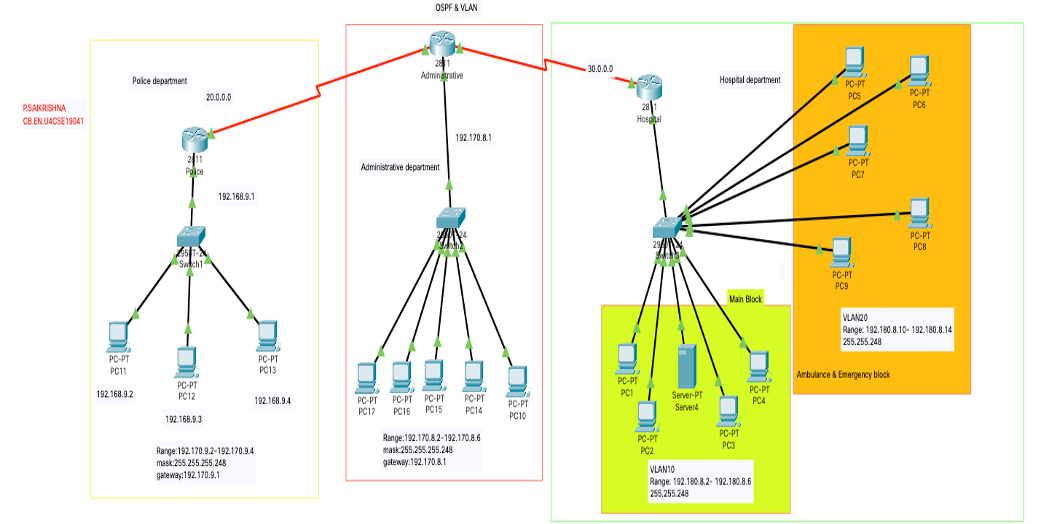 OSPF & VLAN
Police department
20.0.0.0
P.SAIKRISHNA
CB.EN.U4CSE19041
2811
Police
192.168.9.1
2950T-24
Switch1
PC-PT
PC11
PC-PT
PC12
PC-PT
PC13
192.168.9.2
192.168.9.3
192.168.9.4
Range:192.170.9.2-192.170.9.4
mask:255.255.255.248
gateway:192.170.9.1
2811
Administrative
192.170.8.1
Administrative department
PC-PT
PC17
PC-PT
PC16
PC-PT
PC15
PC-PT
PC14
PC-PT
PC10
Range:192.170.8.2-192.170.8.6
mask:255.255.255.248
gateway:192.170.8.1
30.0.0.0
2811
Hospital
Hospital department
PC-PT
PC5
PC-PT
PC6
PC-PT
PC7
PC-PT
PC8
PC-PT
PC9
VLAN20
Range: 192.180.8.10- 192.180.8.14
255.255.248
Ambulance & Emergency block
Main Block
PC-PT
PC1
PC-PT
PC2
Server-PT
Server4
PC-PT
PC3
PC-PT
PC4
VLAN10
Range: 192.180.8.2- 192.180.8.6
255.255.248